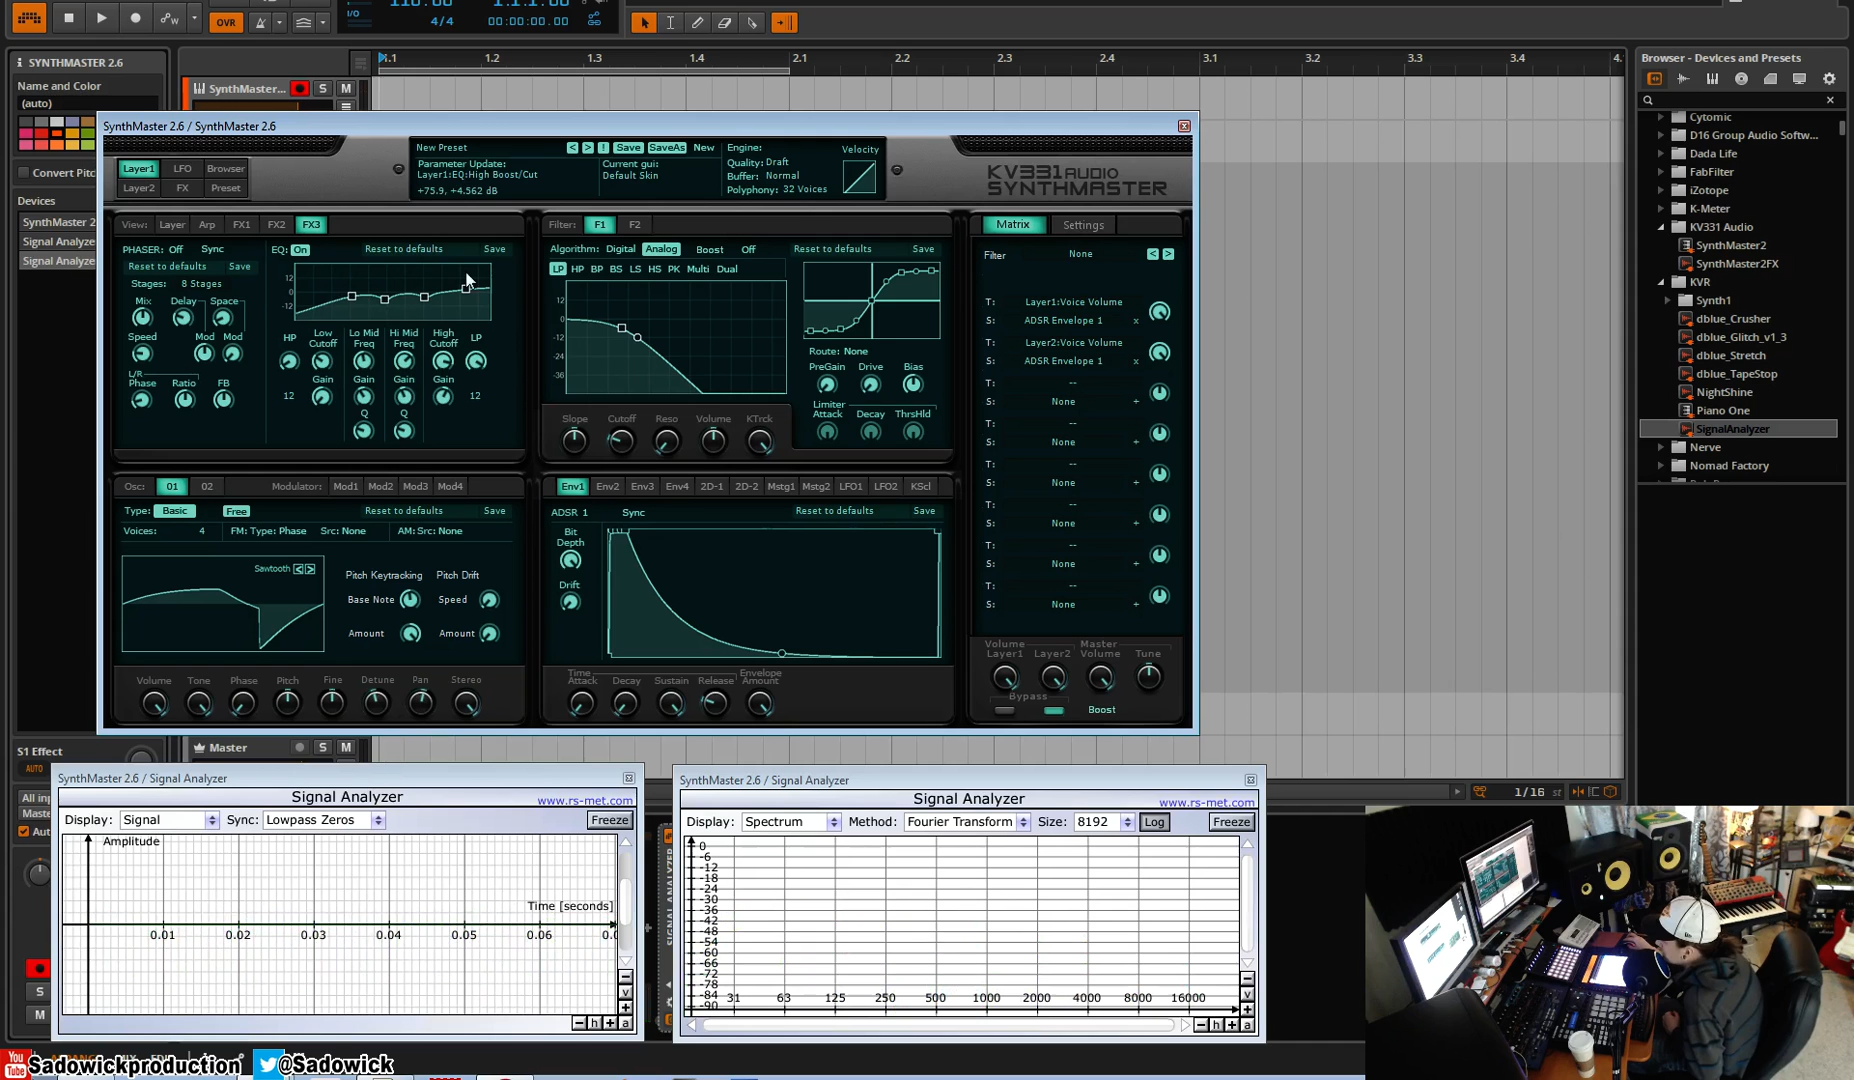 OVR
4/4
1.1.1.00
00:00:00.00
SYNTHMASTER 2.6
Name and Color
(auto)
Convert Pitc
Devices
SynthMaster 2
Signal Analyze
Signal Analyze
SynthMaster...
S
M
1.1
1.2
1.3
1.4
2.1
2.2
2.3
2.4
3.1
3.2
3.3
3.4
4.
SynthMaster 2.6 / SynthMaster 2.6
Layer1
LFO
Browser
Layer2
FX
Preset
New Preset
< > ! Save SaveAs New
Parameter Update:
Layer1:EQ:High Boost/Cut
+75.9, +4.562 dB
Current gui:
Default Skin
Engine:
Quality: Draft
Buffer: Normal
Polyphony: 32 Voices
Velocity
KV331 AUDIO
SYNTHMASTER
View: Layer Arp FX1 FX2 FX3
PHASER: Off Sync
Reset to defaults Save
Stages: 8 Stages
Mix Delay Space
Speed Mod Mod
L/R
Phase Ratio FB
EQ: On Reset to defaults Save
12
0
-12
HP
Low Cutoff
Lo Mid Freq
Hi Mid Freq
High Cutoff
LP
12 Gain Gain Gain Gain 12
Q Q
Filter: F1 F2
Algorithm: Digital Analog Boost Off Reset to defaults Save
LP HP BP BS LS HS PK Multi Dual
12
0
-12
-24
-36
Route: None
PreGain Drive Bias
Limiter
Attack Decay ThrsHld
Slope Cutoff Reso Volume KTrck
Matrix Settings
Filter None < >
T: Layer1:Voice Volume
S: ADSR Envelope 1 x
T: Layer2:Voice Volume
S: ADSR Envelope 1 x
T: --
S: None +
T: --
S: None +
T: --
S: None +
T: --
S: None +
T: --
S: None +
T: --
S: None +
Volume
Layer1 Layer2
Master
Volume
Tune
Bypass
Boost
Osc: 01 02 Modulator: Mod1 Mod2 Mod3 Mod4
Type: Basic Free Reset to defaults Save
Voices: 4 FM: Type: Phase Src: None AM: Src: None
Sawtooth < >
Pitch Keytracking
Base Note
Amount
Pitch Drift
Speed
Amount
Volume Tone Phase Pitch Fine Detune Pan Stereo
Env1 Env2 Env3 Env4 2D-1 2D-2 Mstg1 Mstg2 LFO1 LFO2 KScl
ADSR 1 Sync Reset to defaults Save
Bit Depth
Drift
Time
Attack Decay Sustain Release
Envelope
Amount
Browser - Devices and Presets
Cytomic
D16 Group Audio Softw...
Dada Life
FabFilter
iZotope
K-Meter
KV331 Audio
SynthMaster2
SynthMaster2FX
KVR
Synth1
dblue_Crusher
dblue_Glitch_v1_3
dblue_Stretch
dblue_TapeStop
NightShine
Piano One
SignalAnalyzer
Nerve
Nomad Factory
S1 Effect
AUTO
All inp
Master
S
M
SynthMaster 2.6 / Signal Analyzer
Signal Analyzer
www.rs-met.com
Display: Signal Sync: Lowpass Zeros Freeze
Amplitude
Time [seconds]
0.01 0.02 0.03 0.04 0.05 0.06
h
a
v
SynthMaster 2.6 / Signal Analyzer
Signal Analyzer
www.rs-met.com
Display: Spectrum Method: Fourier Transform Size: 8192 Log Freeze
0
-6
-12
-18
-24
-30
-36
-42
-48
-54
-60
-66
-72
-78
-84
-90
31 63 125 250 500 1000 2000 4000 8000 16000
h
a
v
1/16
S
M
You Tube Sadowickproduction @Sadowick